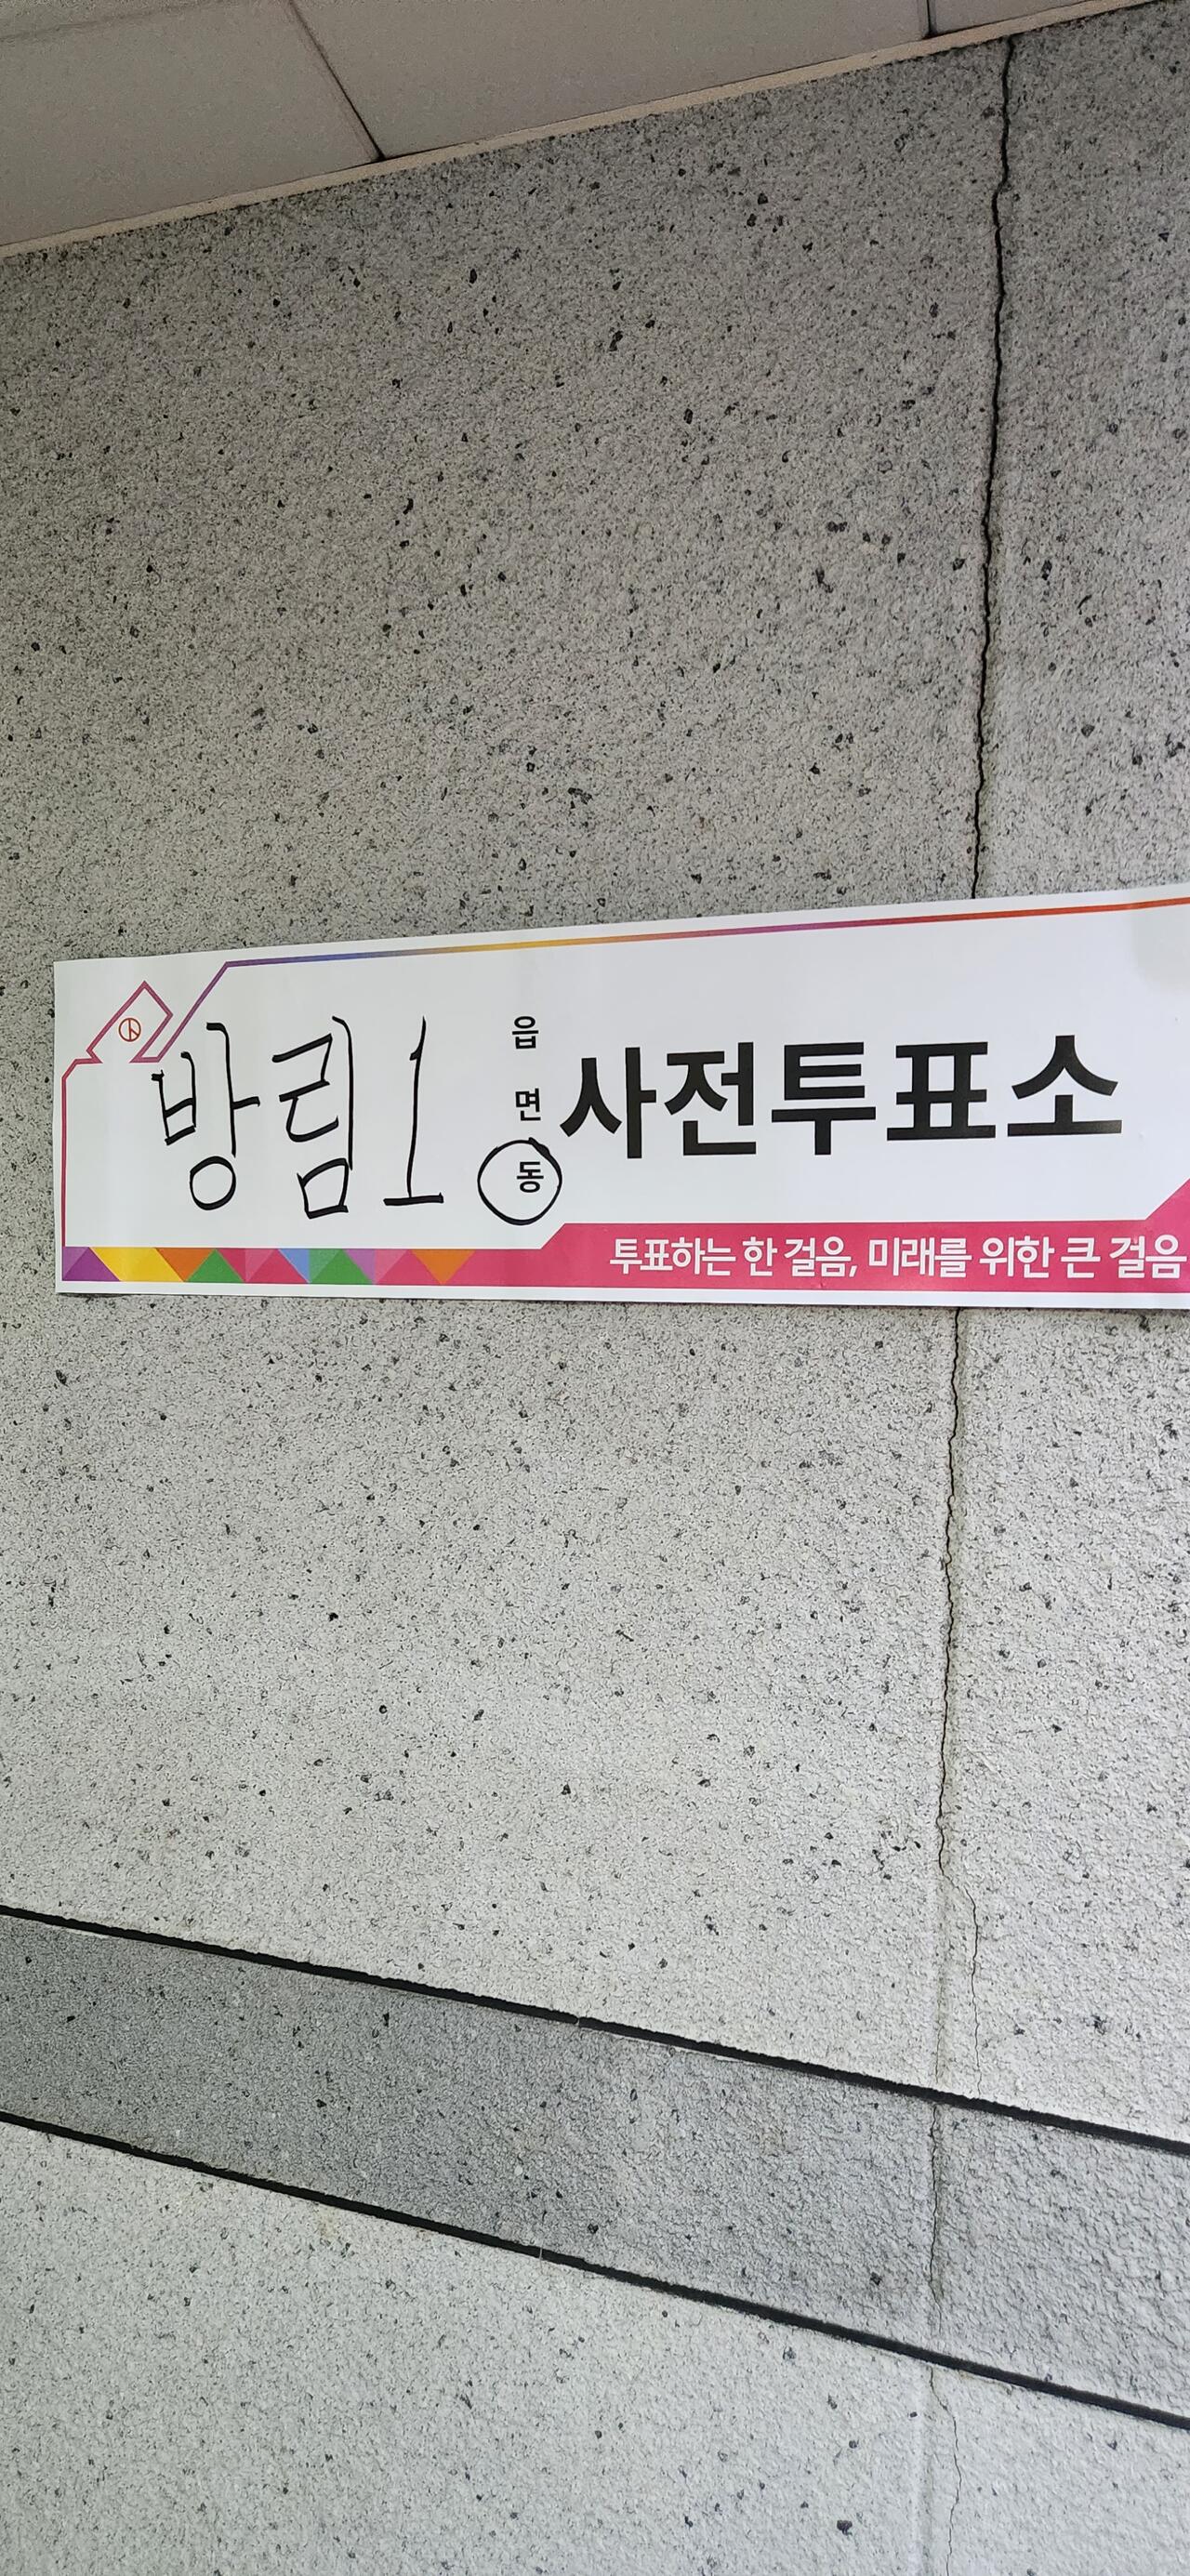 방림1 읍 면 동 사전투표소
투표하는 한 걸음, 미래를 위한 큰 걸음